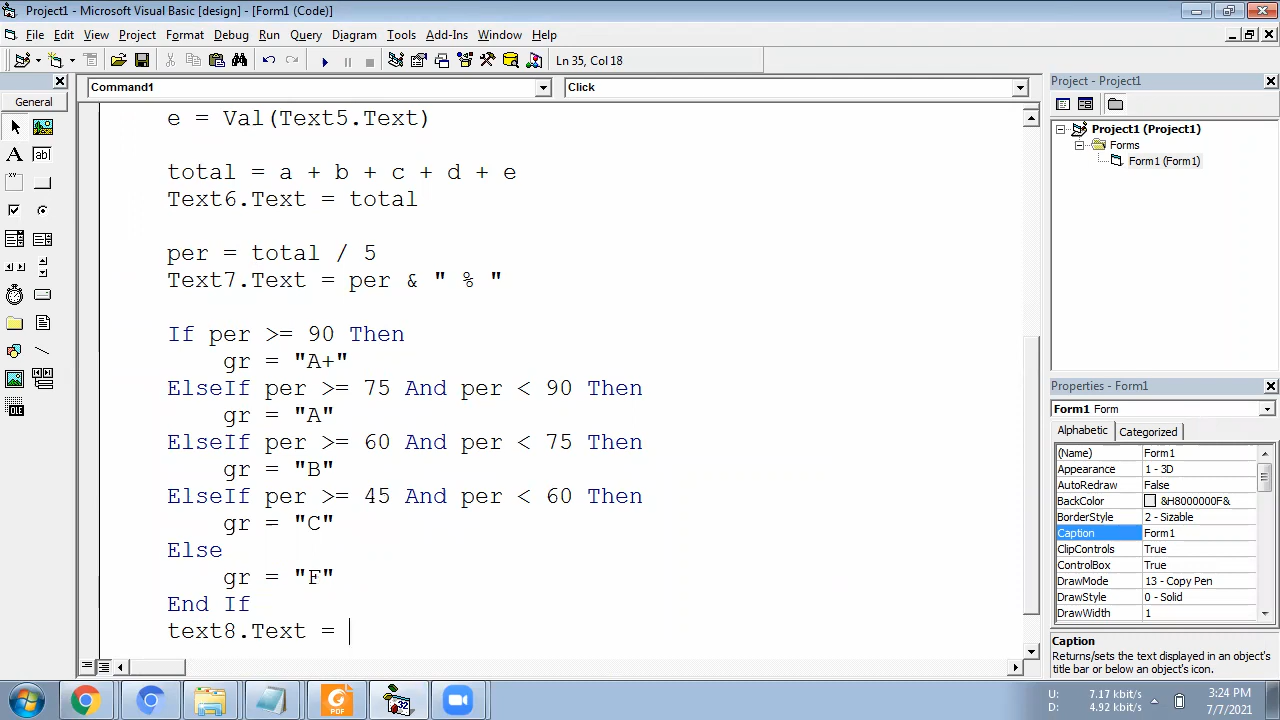 Project1 - Microsoft Visual Basic [design] - [Form1 (Code)]
File Edit View Project Format Debug Run Query Diagram Tools Add-Ins Window Help
Ln 35, Col 18
General
Command1
Click
e = Val(Text5.Text)
total = a + b + c + d + e
Text6.Text = total
per = total / 5
Text7.Text = per & " % "
If per >= 90 Then
gr = "A+"
ElseIf per >= 75 And per < 90 Then
gr = "A"
ElseIf per >= 60 And per < 75 Then
gr = "B"
ElseIf per >= 45 And per < 60 Then
gr = "C"
Else
gr = "F"
End If
text8.Text =
Project - Project1
Project1 (Project1)
Forms
Form1 (Form1)
Properties - Form1
Form1 Form
Alphabetic Categorized
(Name) Form1
Appearance 1 - 3D
AutoRedraw False
BackColor &H8000000F&
BorderStyle 2 - Sizable
Caption Form1
ClipControls True
ControlBox True
DrawMode 13 - Copy Pen
DrawStyle 0 - Solid
DrawWidth 1
Caption
Returns/sets the text displayed in an object's
title bar or below an object's icon.
A
ab|
OLE
PDF
32
U: 7.17 kbit/s
D: 4.92 kbit/s
3:24 PM
7/7/2021